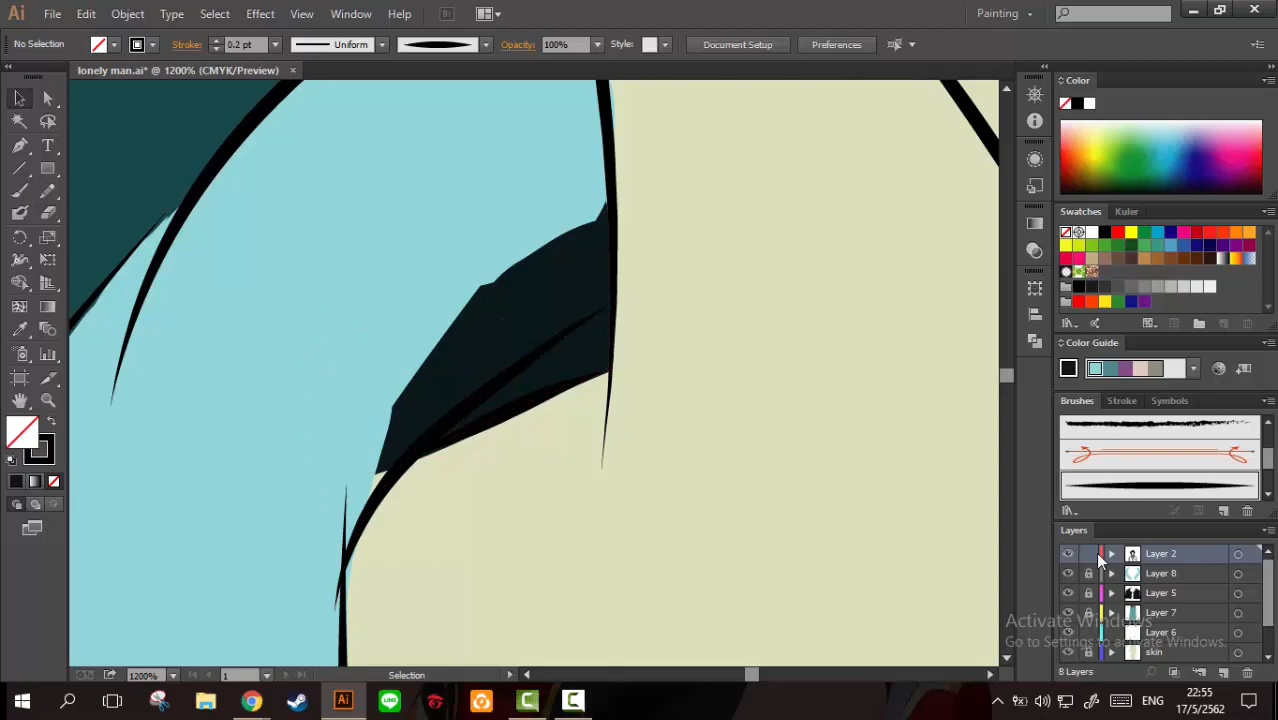 Ai File Edit Object Type Select Effect View Window Help Br Painting
No Selection Stroke: 0.2 pt Uniform Opacity: 100% Style: Document Setup Preferences
lonely man.ai* @ 1200% (CMYK/Preview) ×
Color
Swatches Kuler
Color Guide
Brushes Stroke Symbols
Layers
Layer 2
Layer 8
Layer 5
Layer 7
Layer 6
skin
8 Layers
Activate Windows
Go to Settings to activate Windows.
1200% 1 Selection
ENG 22:55
17/5/2562